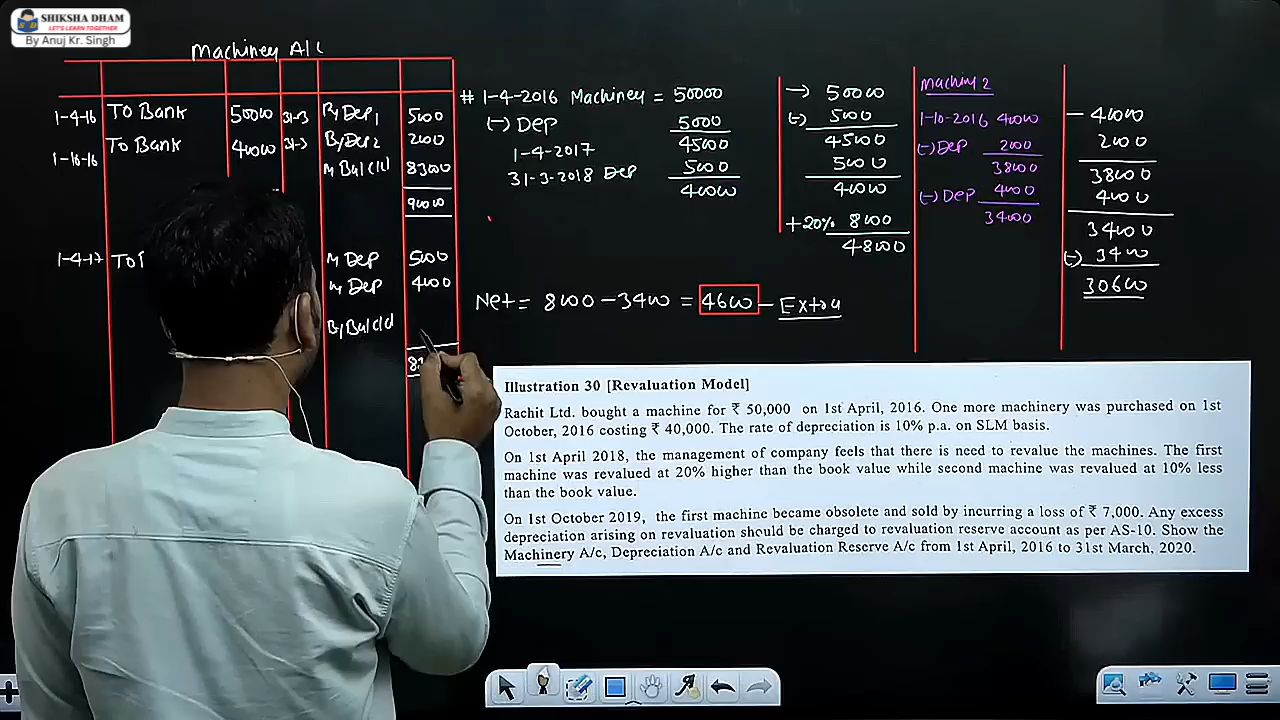 SHIKSHA DHAM
LET'S LEARN TOGETHER
By Anuj Kr. Singh
Machiney A/C
1-4-16 To Bank 50000 31-3 By Dep1 5000
1-10-16 To Bank 40000 31-3 By Dep2 2000
By Bal c/d 83000
90000
1-4-17 To By Dep 5000
By Dep 4000
By Bal c/d
# 1-4-2016 Machiney = 50000
(-) Dep 5000
1-4-2017 45000
31-3-2018 Dep 5000
40000
→ 50000
(-) 5000
45000
5000
40000
+20% 8000
48000
Machiny 2
1-10-2016 40000
(-) Dep 2000
38000
(-) Dep 4000
34000
- 40000
2000
38000
4000
34000
(-) 3400
30600
Net = 8000 - 3400 = 4600 - Extra
Illustration 30 [Revaluation Model]
Rachit Ltd. bought a machine for ₹ 50,000 on 1st April, 2016. One more machinery was purchased on 1st
October, 2016 costing ₹ 40,000. The rate of depreciation is 10% p.a. on SLM basis.
On 1st April 2018, the management of company feels that there is need to revalue the machines. The first
machine was revalued at 20% higher than the book value while second machine was revalued at 10% less
than the book value.
On 1st October 2019, the first machine became obsolete and sold by incurring a loss of ₹ 7,000. Any excess
depreciation arising on revaluation should be charged to revaluation reserve account as per AS-10. Show the
Machinery A/c, Depreciation A/c and Revaluation Reserve A/c from 1st April, 2016 to 31st March, 2020.